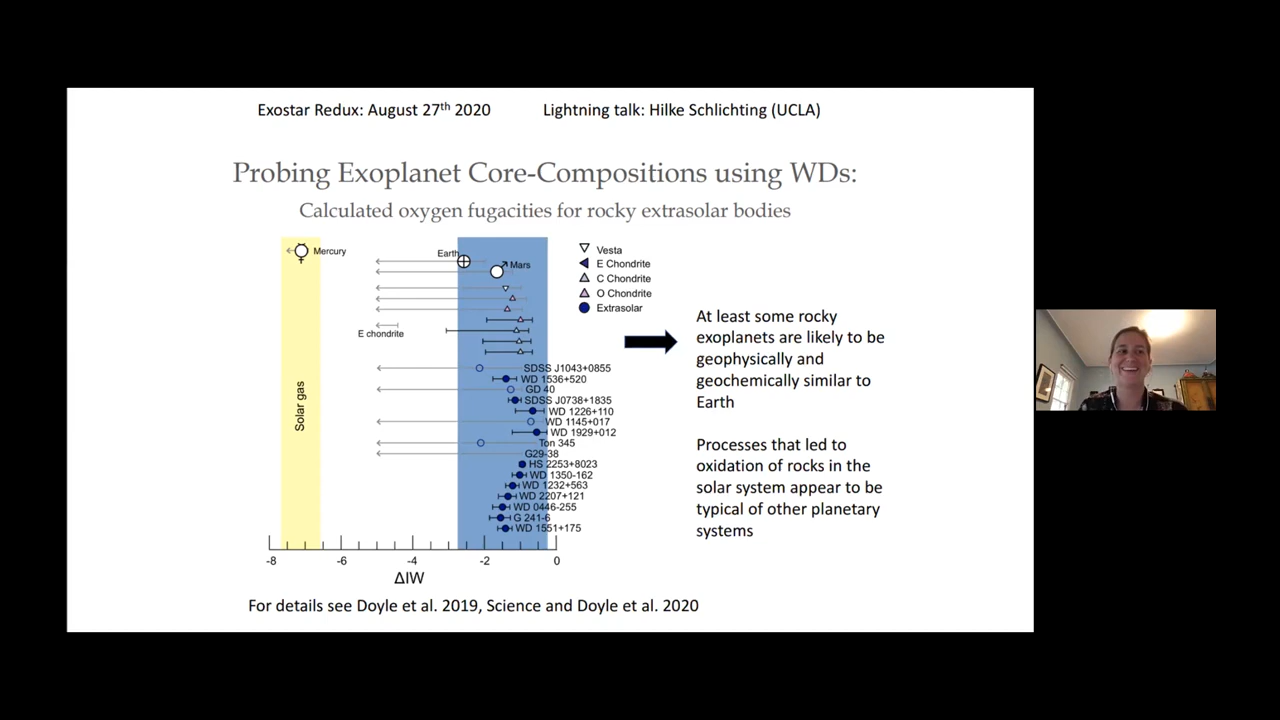 Exostar Redux: August 27th 2020 Lightning talk: Hilke Schlichting (UCLA)
Probing Exoplanet Core-Compositions using WDs:
Calculated oxygen fugacities for rocky extrasolar bodies
Mercury
Earth
Mars
Vesta
E Chondrite
C Chondrite
O Chondrite
Extrasolar
E chondrite
Solar gas
SDSS J1043+0855
WD 1536+520
GD 40
SDSS J0738+1835
WD 1226+110
WD 1145+017
WD 1929+012
Ton 345
G29-38
HS 2253+8023
WD 1350-162
WD 1232+563
WD 2207+121
WD 0446-255
G 241-6
WD 1551+175
-8 -6 -4 -2 0
ΔIW
At least some rocky
exoplanets are likely to be
geophysically and
geochemically similar to
Earth
Processes that led to
oxidation of rocks in the
solar system appear to be
typical of other planetary
systems
For details see Doyle et al. 2019, Science and Doyle et al. 2020